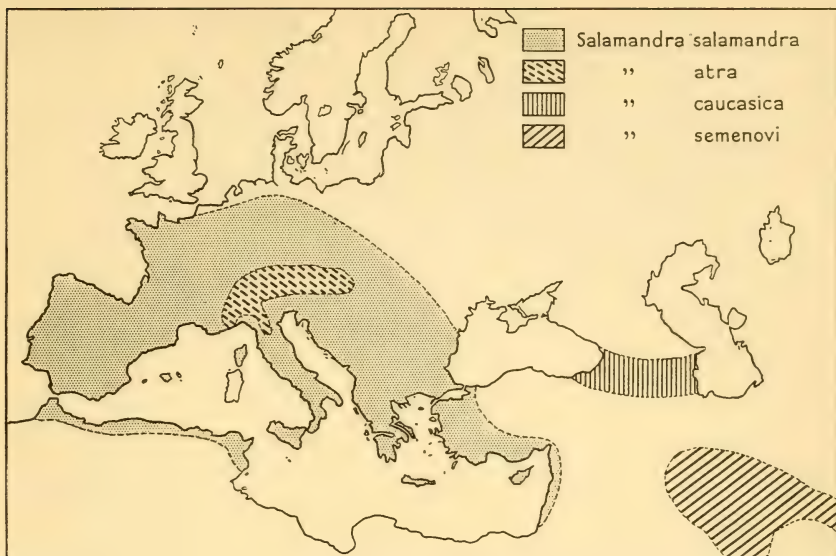 Salamandra salamandra
,, atra
,, caucasica
,, semenovi